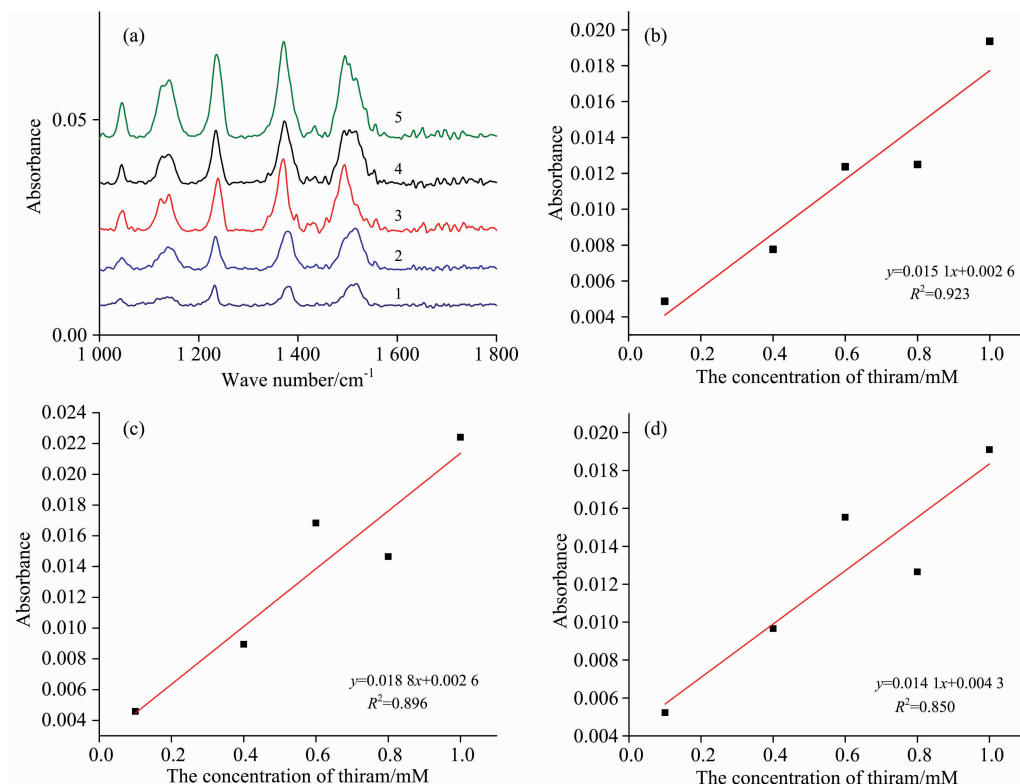 (a)
5
4
3
2
1
0.05
0.00
Absorbance
1 000 1 200 1 400 1 600 1 800
Wave number/cm⁻¹
(b)
0.020
0.018
0.016
0.014
0.012
0.010
0.008
0.006
0.004
Absorbance
y=0.015 1x+0.002 6
R²=0.923
0.0 0.2 0.4 0.6 0.8 1.0
The concentration of thiram/mM
(c)
0.024
0.022
0.020
0.018
0.016
0.014
0.012
0.010
0.008
0.006
0.004
Absorbance
y=0.018 8x+0.002 6
R²=0.896
0.0 0.2 0.4 0.6 0.8 1.0
The concentration of thiram/mM
(d)
0.020
0.018
0.016
0.014
0.012
0.010
0.008
0.006
0.004
Absorbance
y=0.014 1x+0.004 3
R²=0.850
0.0 0.2 0.4 0.6 0.8 1.0
The concentration of thiram/mM